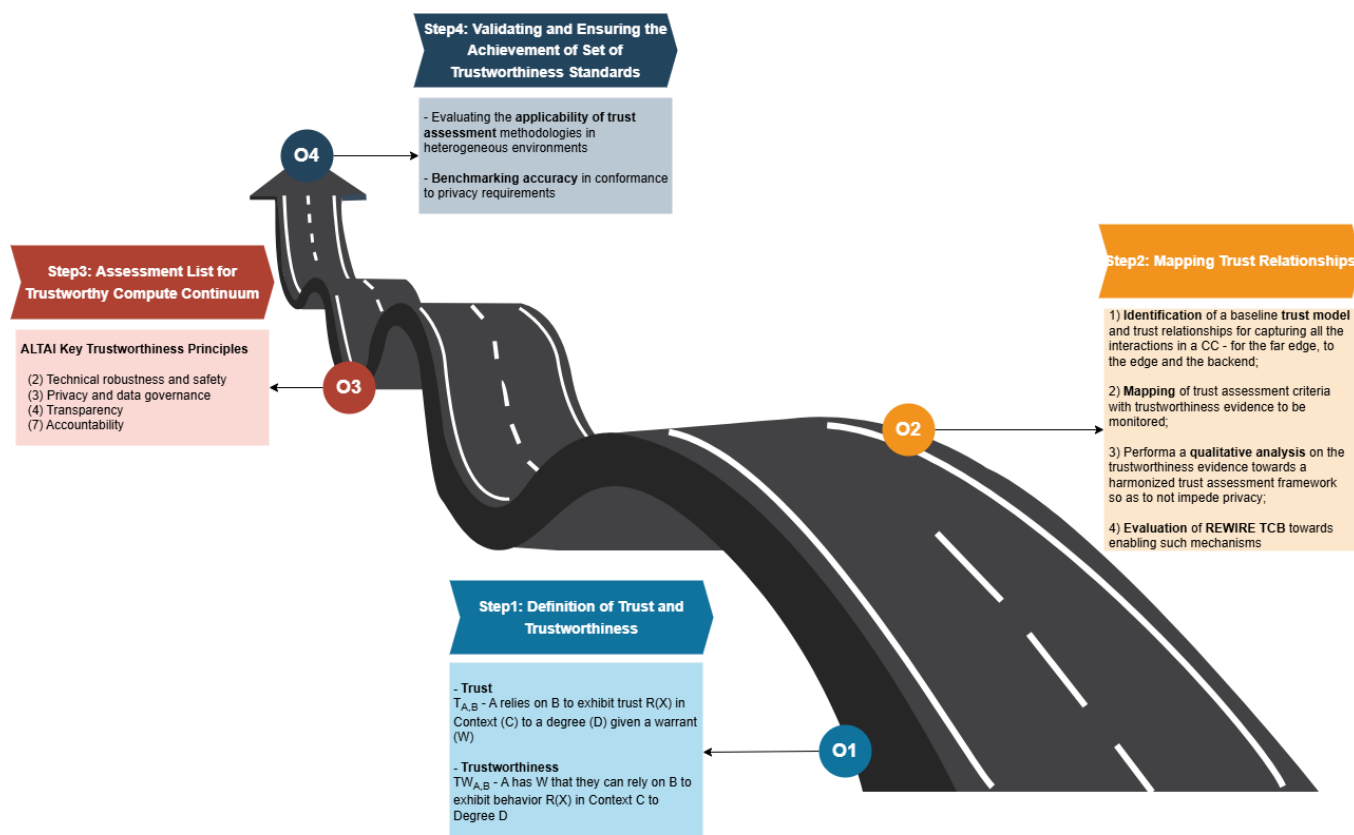 Step4: Validating and Ensuring the
Achievement of Set of
Trustworthiness Standards
- Evaluating the applicability of trust
assessment methodologies in
heterogeneous environments
- Benchmarking accuracy in conformance
to privacy requirements
O4
Step3: Assessment List for
Trustworthy Compute Continuum
ALTAI Key Trustworthiness Principles
(2) Technical robustness and safety
(3) Privacy and data governance
(4) Transparency
(7) Accountability
O3
Step2: Mapping Trust Relationships
1) Identification of a baseline trust model
and trust relationships for capturing all the
interactions in a CC - for the far edge, to
the edge and the backend;
2) Mapping of trust assessment criteria
with trustworthiness evidence to be
monitored;
3) Performa a qualitative analysis on the
trustworthiness evidence towards a
harmonized trust assessment framework
so as to not impede privacy;
4) Evaluation of REWIRE TCB towards
enabling such mechanisms
O2
Step1: Definition of Trust and
Trustworthiness
- Trust
TA,B - A relies on B to exhibit trust R(X) in
Context (C) to a degree (D) given a warrant
(W)
- Trustworthiness
TWA,B - A has W that they can rely on B to
exhibit behavior R(X) in Context C to
Degree D
O1